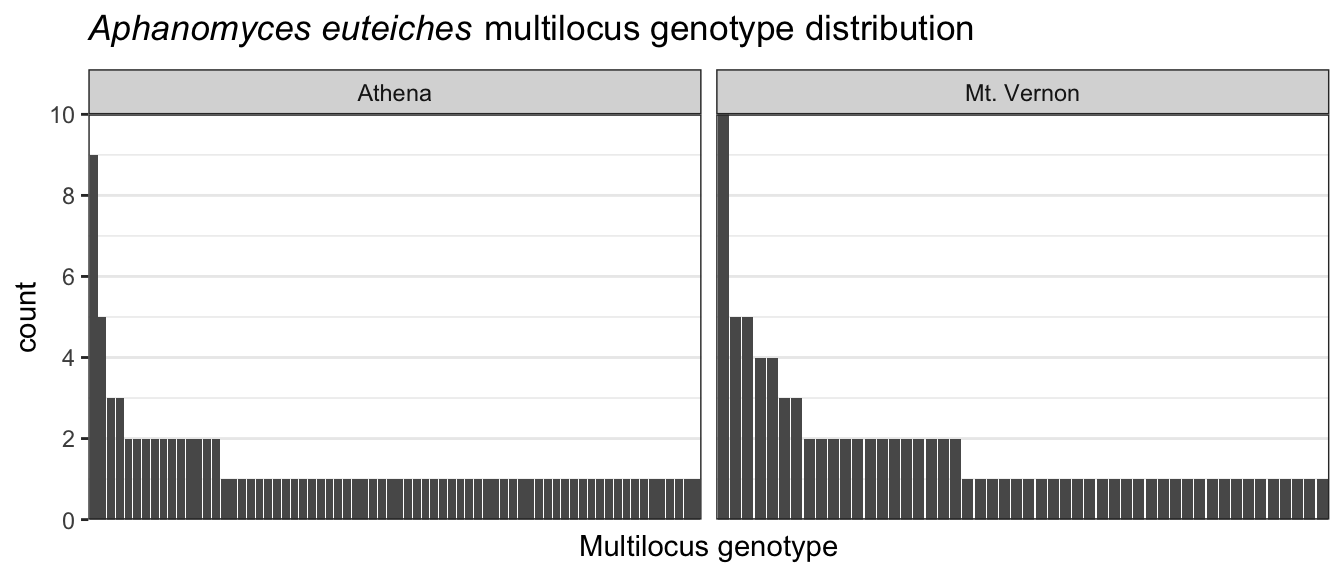 Aphanomyces euteiches multilocus genotype distribution
Athena
Mt. Vernon
10
8
6
4
2
0
count
Multilocus genotype